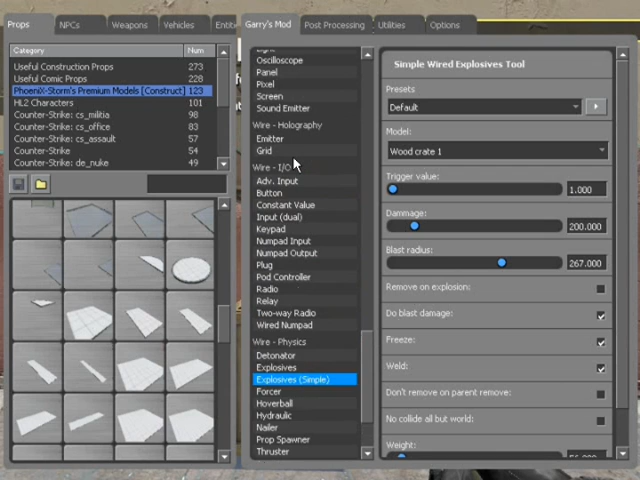 Props
NPCs
Weapons
Vehicles
Entiti
Garry's Mod
Post Processing
Utilities
Options
Category
Num
Useful Construction Props 273
Useful Comic Props 228
PhoeniX-Storm's Premium Models [Construct] 123
HL2 Characters 101
Counter-Strike: cs_militia 98
Counter-Strike: cs_office 83
Counter-Strike: cs_assault 57
Counter-Strike 54
Counter-Strike: de_nuke 49
Light
Oscilloscope
Panel
Pixel
Screen
Sound Emitter
Wire - Holography
Emitter
Grid
Wire - I/O
Adv. Input
Button
Constant Value
Input (dual)
Keypad
Numpad Input
Numpad Output
Plug
Pod Controller
Radio
Relay
Two-way Radio
Wired Numpad
Wire - Physics
Detonator
Explosives
Explosives (Simple)
Forcer
Hoverball
Hydraulic
Nailer
Prop Spawner
Thruster
Simple Wired Explosives Tool
Presets
Default
Model:
Wood crate 1
Trigger value:
1.000
Dammage:
200.000
Blast radius:
267.000
Remove on explosion:
Do blast damage:
Freeze:
Weld:
Don't remove on parent remove:
No collide all but world:
Weight: